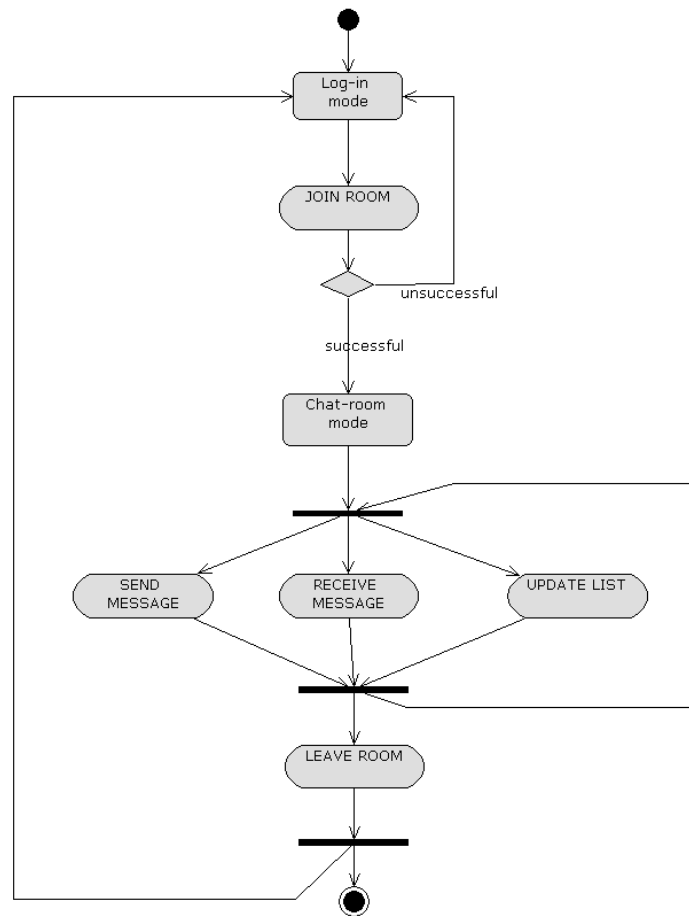 Log-in
mode
JOIN ROOM
unsuccessful
successful
Chat-room
mode
SEND
MESSAGE
RECEIVE
MESSAGE
UPDATE LIST
LEAVE ROOM